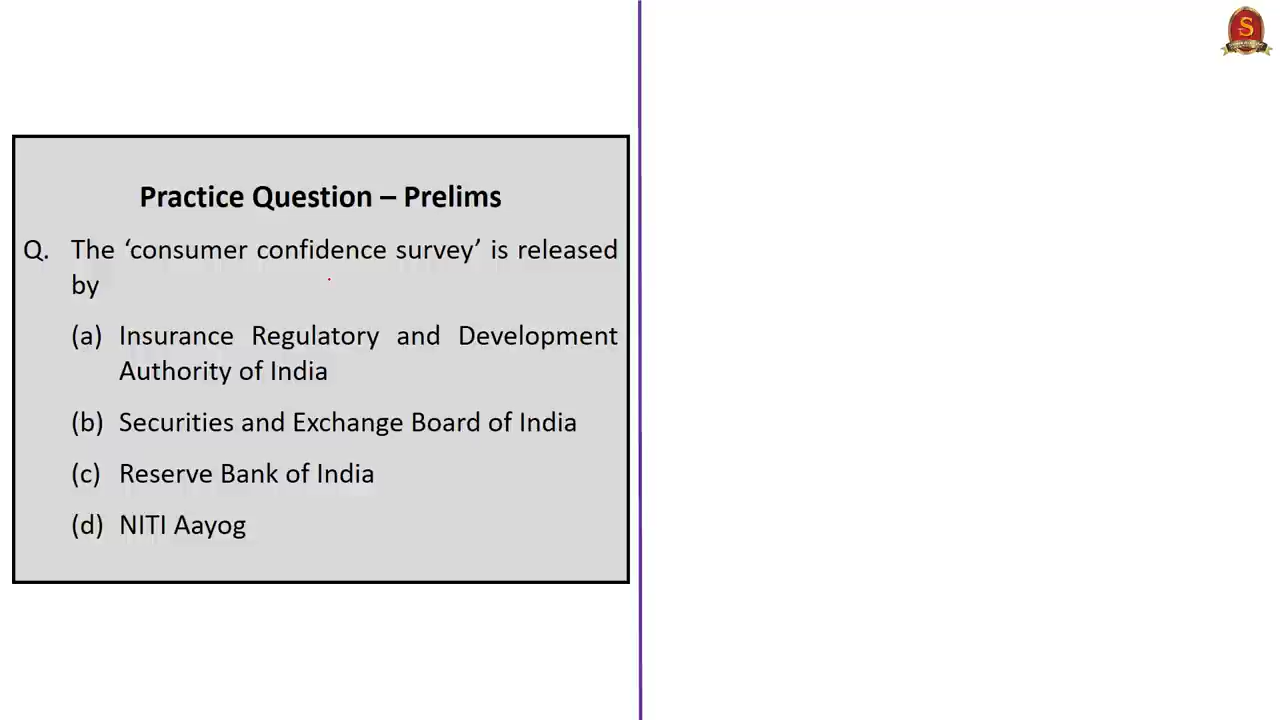 S
Practice Question – Prelims
Q. The ‘consumer confidence survey’ is released
by
(a) Insurance Regulatory and Development
Authority of India
(b) Securities and Exchange Board of India
(c) Reserve Bank of India
(d) NITI Aayog